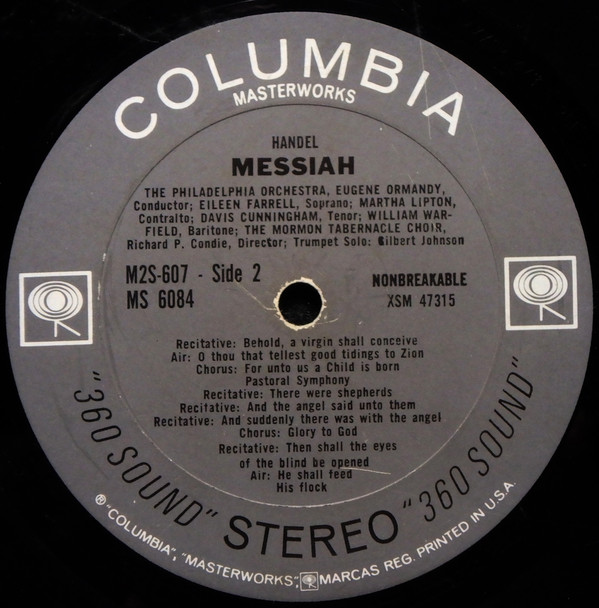 COLUMBIA
MASTERWORKS
HANDEL
MESSIAH
THE PHILADELPHIA ORCHESTRA, EUGENE ORMANDY,
Conductor; EILEEN FARRELL, Soprano; MARTHA LIPTON,
Contralto; DAVIS CUNNINGHAM, Tenor; WILLIAM WAR-
FIELD, Baritone; THE MORMON TABERNACLE CHOIR,
Richard P. Condie, Director; Trumpet Solo: Gilbert Johnson
M2S-607 - Side 2
MS 6084
NONBREAKABLE
XSM 47315
Recitative: Behold, a virgin shall conceive
Air: O thou that tellest good tidings to Zion
Chorus: For unto us a Child is born
Pastoral Symphony
Recitative: There were shepherds
Recitative: And the angel said unto them
Recitative: And suddenly there was with the angel
Chorus: Glory to God
Recitative: Then shall the eyes
of the blind be opened
Air: He shall feed
His flock
"360 SOUND" STEREO "360 SOUND"
® "COLUMBIA", "MASTERWORKS", MARCAS REG. PRINTED IN U.S.A.